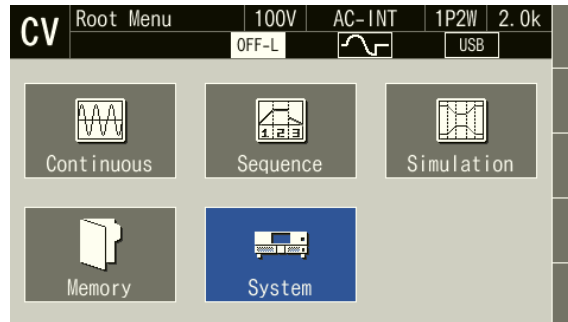 CV Root Menu 100V AC-INT 1P2W 2.0k
OFF-L USB
Continuous Sequence 1 2 3 Simulation
Memory System